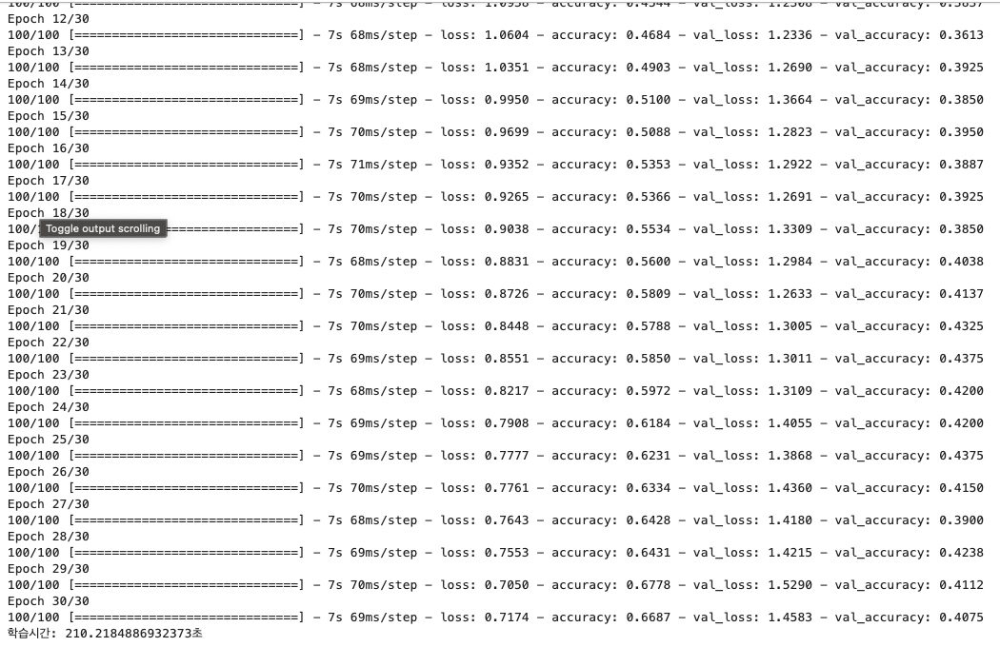 Epoch 12/30
100/100 [==============================] - 7s 68ms/step - loss: 1.0604 - accuracy: 0.4684 - val_loss: 1.2336 - val_accuracy: 0.3613
Epoch 13/30
100/100 [==============================] - 7s 68ms/step - loss: 1.0351 - accuracy: 0.4903 - val_loss: 1.2690 - val_accuracy: 0.3925
Epoch 14/30
100/100 [==============================] - 7s 69ms/step - loss: 0.9950 - accuracy: 0.5100 - val_loss: 1.3664 - val_accuracy: 0.3850
Epoch 15/30
100/100 [==============================] - 7s 70ms/step - loss: 0.9699 - accuracy: 0.5088 - val_loss: 1.2823 - val_accuracy: 0.3950
Epoch 16/30
100/100 [==============================] - 7s 71ms/step - loss: 0.9352 - accuracy: 0.5353 - val_loss: 1.2922 - val_accuracy: 0.3887
Epoch 17/30
100/100 [==============================] - 7s 70ms/step - loss: 0.9265 - accuracy: 0.5366 - val_loss: 1.2691 - val_accuracy: 0.3925
Epoch 18/30
100/ Toggle output scrolling ==================] - 7s 70ms/step - loss: 0.9038 - accuracy: 0.5534 - val_loss: 1.3309 - val_accuracy: 0.3850
Epoch 19/30
100/100 [==============================] - 7s 68ms/step - loss: 0.8831 - accuracy: 0.5600 - val_loss: 1.2984 - val_accuracy: 0.4038
Epoch 20/30
100/100 [==============================] - 7s 70ms/step - loss: 0.8726 - accuracy: 0.5809 - val_loss: 1.2633 - val_accuracy: 0.4137
Epoch 21/30
100/100 [==============================] - 7s 70ms/step - loss: 0.8448 - accuracy: 0.5788 - val_loss: 1.3005 - val_accuracy: 0.4325
Epoch 22/30
100/100 [==============================] - 7s 69ms/step - loss: 0.8551 - accuracy: 0.5850 - val_loss: 1.3011 - val_accuracy: 0.4375
Epoch 23/30
100/100 [==============================] - 7s 68ms/step - loss: 0.8217 - accuracy: 0.5972 - val_loss: 1.3109 - val_accuracy: 0.4200
Epoch 24/30
100/100 [==============================] - 7s 69ms/step - loss: 0.7908 - accuracy: 0.6184 - val_loss: 1.4055 - val_accuracy: 0.4200
Epoch 25/30
100/100 [==============================] - 7s 69ms/step - loss: 0.7777 - accuracy: 0.6231 - val_loss: 1.3868 - val_accuracy: 0.4375
Epoch 26/30
100/100 [==============================] - 7s 70ms/step - loss: 0.7761 - accuracy: 0.6334 - val_loss: 1.4360 - val_accuracy: 0.4150
Epoch 27/30
100/100 [==============================] - 7s 68ms/step - loss: 0.7643 - accuracy: 0.6428 - val_loss: 1.4180 - val_accuracy: 0.3900
Epoch 28/30
100/100 [==============================] - 7s 69ms/step - loss: 0.7553 - accuracy: 0.6431 - val_loss: 1.4215 - val_accuracy: 0.4238
Epoch 29/30
100/100 [==============================] - 7s 70ms/step - loss: 0.7050 - accuracy: 0.6778 - val_loss: 1.5290 - val_accuracy: 0.4112
Epoch 30/30
100/100 [==============================] - 7s 69ms/step - loss: 0.7174 - accuracy: 0.6687 - val_loss: 1.4583 - val_accuracy: 0.4075
학습시간: 210.2184886932373초